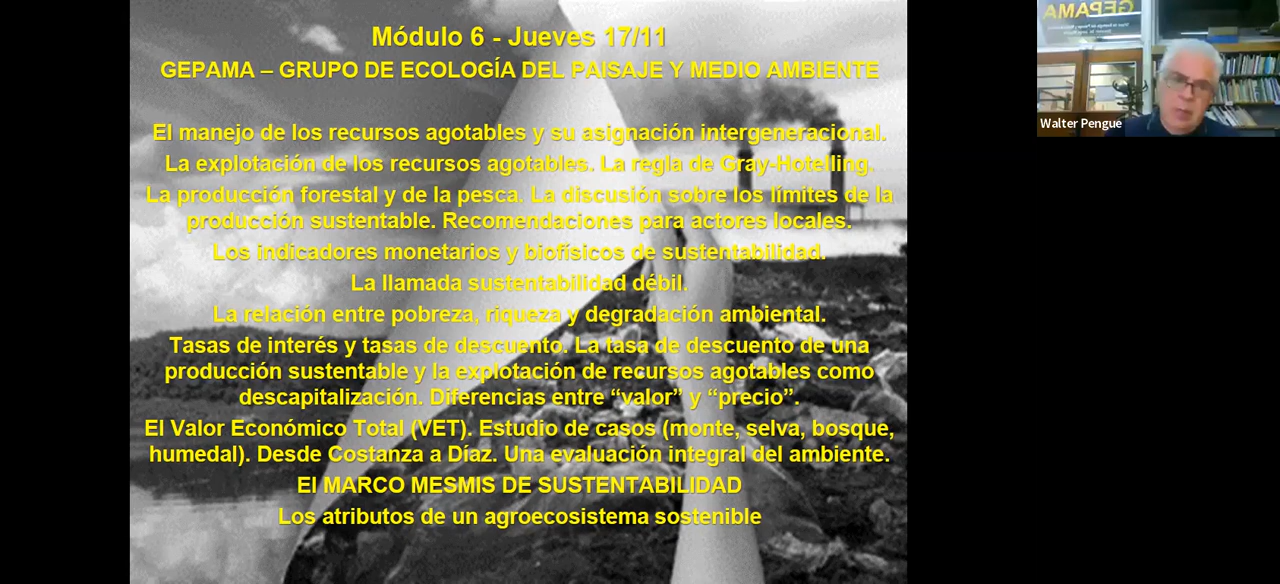 Módulo 6 - Jueves 17/11
GEPAMA – GRUPO DE ECOLOGÍA DEL PAISAJE Y MEDIO AMBIENTE
El manejo de los recursos agotables y su asignación intergeneracional.
La explotación de los recursos agotables. La regla de Gray-Hotelling.
La producción forestal y de la pesca. La discusión sobre los límites de la
producción sustentable. Recomendaciones para actores locales.
Los indicadores monetarios y biofísicos de sustentabilidad.
La llamada sustentabilidad débil.
La relación entre pobreza, riqueza y degradación ambiental.
Tasas de interés y tasas de descuento. La tasa de descuento de una
producción sustentable y la explotación de recursos agotables como
descapitalización. Diferencias entre “valor” y “precio”.
El Valor Económico Total (VET). Estudio de casos (monte, selva, bosque,
humedal). Desde Costanza a Díaz. Una evaluación integral del ambiente.
El MARCO MESMIS DE SUSTENTABILIDAD
Los atributos de un agroecosistema sostenible
GEPAMA
Walter Pengue